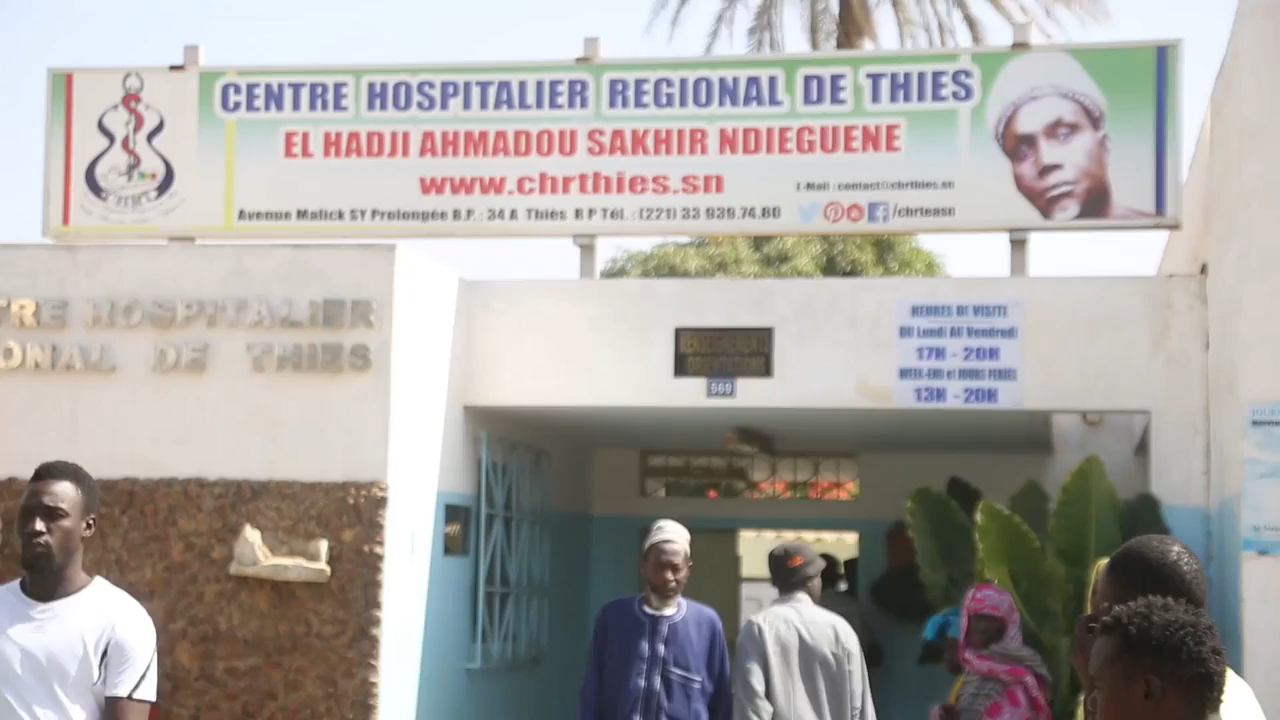 CENTRE HOSPITALIER REGIONAL DE THIES
EL HADJI AHMADOU SAKHIR NDIEGUENE
www.chrthies.sn
E-Mail : contact@chrthies.sn
Avenue Malick SY Prolongée B.P. : 34 A Thiès R P Tél. : (221) 33 939.74.80
/chrteasn
TRE HOSPITALIER
ONAL DE THIES
RENSEIGNEMENTS
ORIENTATIONS
569
HEURES DE VISITE
DU Lundi AU Vendredi
17H - 20H
WEEK-END et JOURS FERIES
13H - 20H